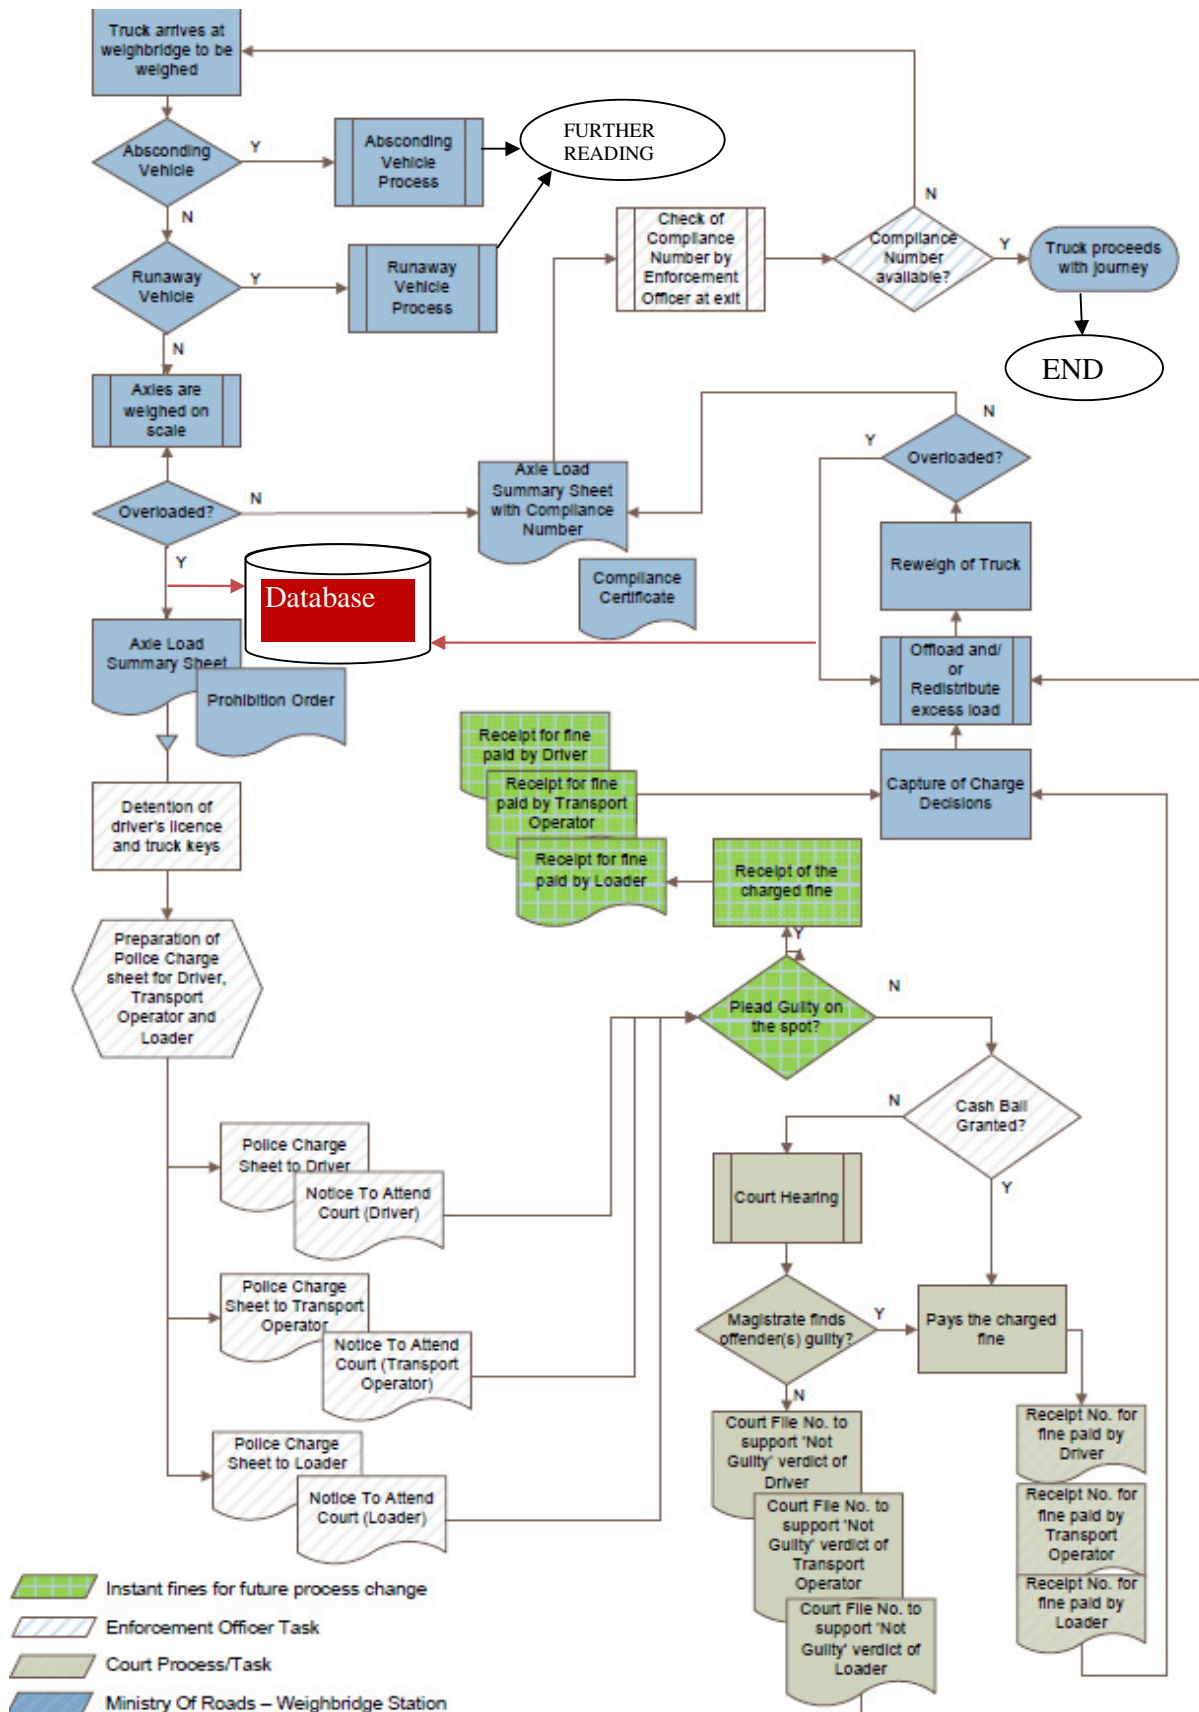 Truck arrives at
weighbridge to be
weighed
Absconding
Vehicle
Y
Absconding
Vehicle
Process
FURTHER
READING
N
Runaway
Vehicle
Y
Runaway
Vehicle
Process
N
Check of
Compliance
Number by
Enforcement
Officer at exit
N
Compliance
Number
available?
Y
Truck proceeds
with journey
END
Axles are
weighed on
scale
Overloaded?
N
Y
Axle Load
Summary Sheet
with Compliance
Number
Compliance
Certificate
N
Y
Overloaded?
Reweigh of Truck
Offload and/
or
Redistribute
excess load
Capture of Charge
Decisions
Database
Axle Load
Summary Sheet
Prohibition Order
Detention of
driver's licence
and truck keys
Preparation of
Police Charge
sheet for Driver,
Transport
Operator and
Loader
Receipt for fine
paid by Driver
Receipt for fine
paid by Transport
Operator
Receipt for fine
paid by Loader
Receipt of the
charged fine
Y
Plead Guilty on
the spot?
N
Cash Bail
Granted?
N
Y
Police Charge
Sheet to Driver
Notice To Attend
Court (Driver)
Police Charge
Sheet to Transport
Operator
Notice To Attend
Court (Transport
Operator)
Police Charge
Sheet to Loader
Notice To Attend
Court (Loader)
Court Hearing
Magistrate finds
offender(s) guilty?
Y
N
Pays the charged
fine
Court File No. to
support 'Not
Guilty' verdict of
Driver
Court File No. to
support 'Not
Guilty' verdict of
Transport
Operator
Court File No. to
support 'Not
Guilty' verdict of
Loader
Receipt No. for
fine paid by
Driver
Receipt No. for
fine paid by
Transport
Operator
Receipt No. for
fine paid by
Loader
Instant fines for future process change
Enforcement Officer Task
Court Process/Task
Ministry Of Roads – Weighbridge Station